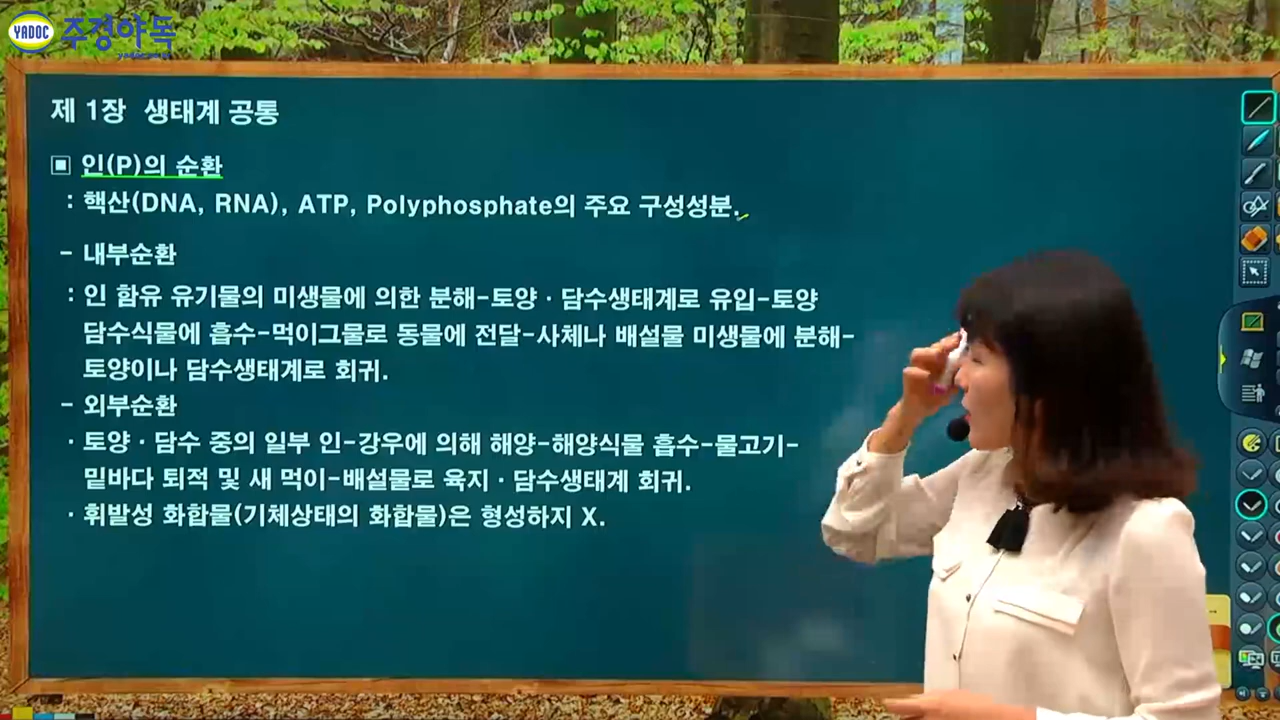 YADOC 주경야독
제 1장 생태계 공통
▣ 인(P)의 순환
: 핵산(DNA, RNA), ATP, Polyphosphate의 주요 구성성분.
- 내부순환
: 인 함유 유기물의 미생물에 의한 분해-토양 · 담수생태계로 유입-토양
담수식물에 흡수-먹이그물로 동물에 전달-사체나 배설물 미생물에 분해-
토양이나 담수생태계로 회귀.
- 외부순환
· 토양 · 담수 중의 일부 인-강우에 의해 해양-해양식물 흡수-물고기-
밑바다 퇴적 및 새 먹이-배설물로 육지 · 담수생태계 회귀.
· 휘발성 화합물(기체상태의 화합물)은 형성하지 X.